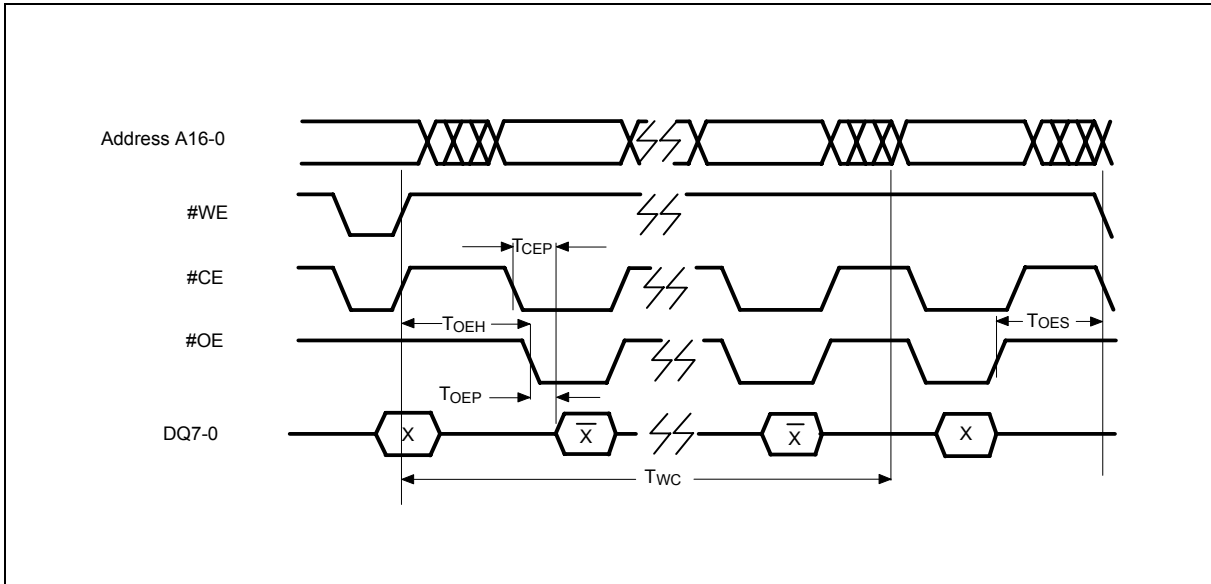 Address A16-0
#WE
TCEP
#CE
TOEH
TOES
#OE
TOEP
DQ7-0
X
X̅
X̅
X
TWC